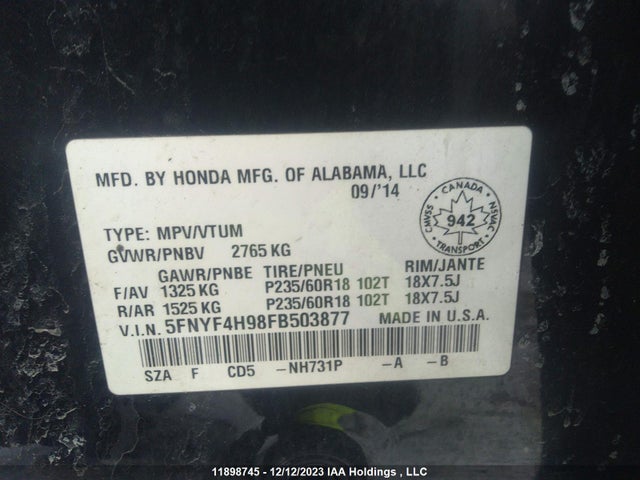 MFD. BY HONDA MFG. OF ALABAMA, LLC
09/'14
TYPE: MPV/VTUM
GVWR/PNBV 2765 KG
GAWR/PNBE TIRE/PNEU RIM/JANTE
F/AV 1325 KG P235/60R18 102T 18X7.5J
R/AR 1525 KG P235/60R18 102T 18X7.5J
V.I.N. 5FNYF4H98FB503877 U.S.A.
SZA F CD5 -NH731P -A -B
CANADA
CMVSS 942 NSVAC
TRANSPORT
11898745 - 12/12/2023 IAA Holdings , LLC